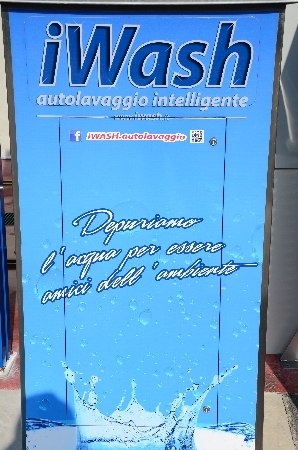 iWash
autolavaggio intelligente
f iWASH.autolavaggio
Depuriamo
l'acqua per essere
amici dell'ambiente